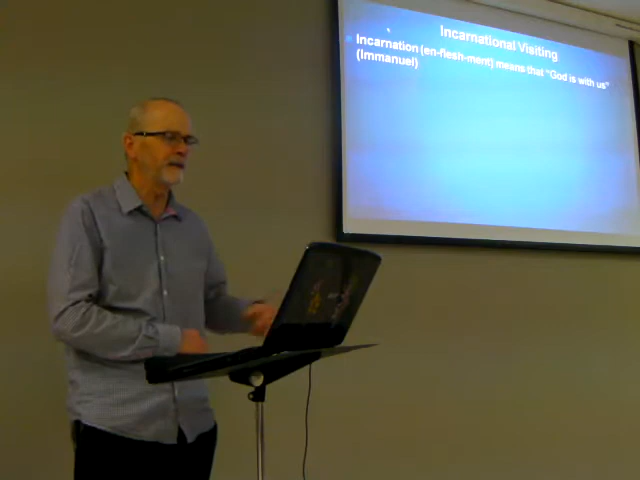 Incarnational Visiting
Incarnation (en-flesh-ment) means that "God is with us"
(Immanuel)